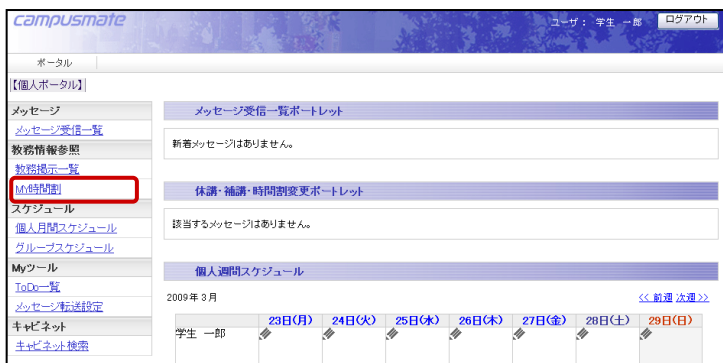 campusmate
ユーザ： 学生 一郎 ログアウト
ポータル
【個人ポータル】
メッセージ
メッセージ受信一覧
教務情報参照
教務掲示一覧
MY時間割
スケジュール
個人月間スケジュール
グループスケジュール
Myツール
ToDo一覧
メッセージ転送設定
キャビネット
キャビネット検索
メッセージ受信一覧ポートレット
新着メッセージはありません。
休講・補講・時間割変更ポートレット
該当するメッセージはありません。
個人週間スケジュール
2009年3月 << 前週 次週 >>
23日(月) 24日(火) 25日(水) 26日(木) 27日(金) 28日(土) 29日(日)
学生 一郎